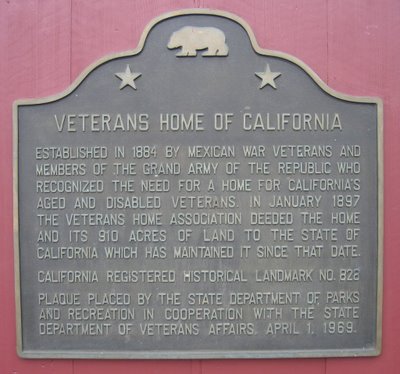 VETERANS HOME OF CALIFORNIA
ESTABLISHED IN 1884 BY MEXICAN WAR VETERANS AND
MEMBERS OF THE GRAND ARMY OF THE REPUBLIC WHO
RECOGNIZED THE NEED FOR A HOME FOR CALIFORNIA'S
AGED AND DISABLED VETERANS. IN JANUARY 1897
THE VETERANS HOME ASSOCIATION DEEDED THE HOME
AND ITS 910 ACRES OF LAND TO THE STATE OF
CALIFORNIA WHICH HAS MAINTAINED IT SINCE THAT DATE.
CALIFORNIA REGISTERED HISTORICAL LANDMARK NO. 828
PLAQUE PLACED BY THE STATE DEPARTMENT OF PARKS
AND RECREATION IN COOPERATION WITH THE STATE
DEPARTMENT OF VETERANS AFFAIRS, APRIL 1, 1969.